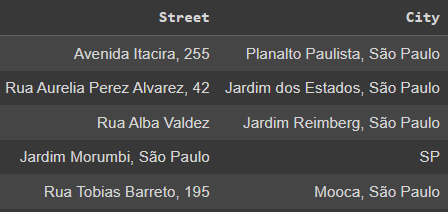 Street City
Avenida Itacira, 255 Planalto Paulista, São Paulo
Rua Aurelia Perez Alvarez, 42 Jardim dos Estados, São Paulo
Rua Alba Valdez Jardim Reimberg, São Paulo
Jardim Morumbi, São Paulo SP
Rua Tobias Barreto, 195 Mooca, São Paulo